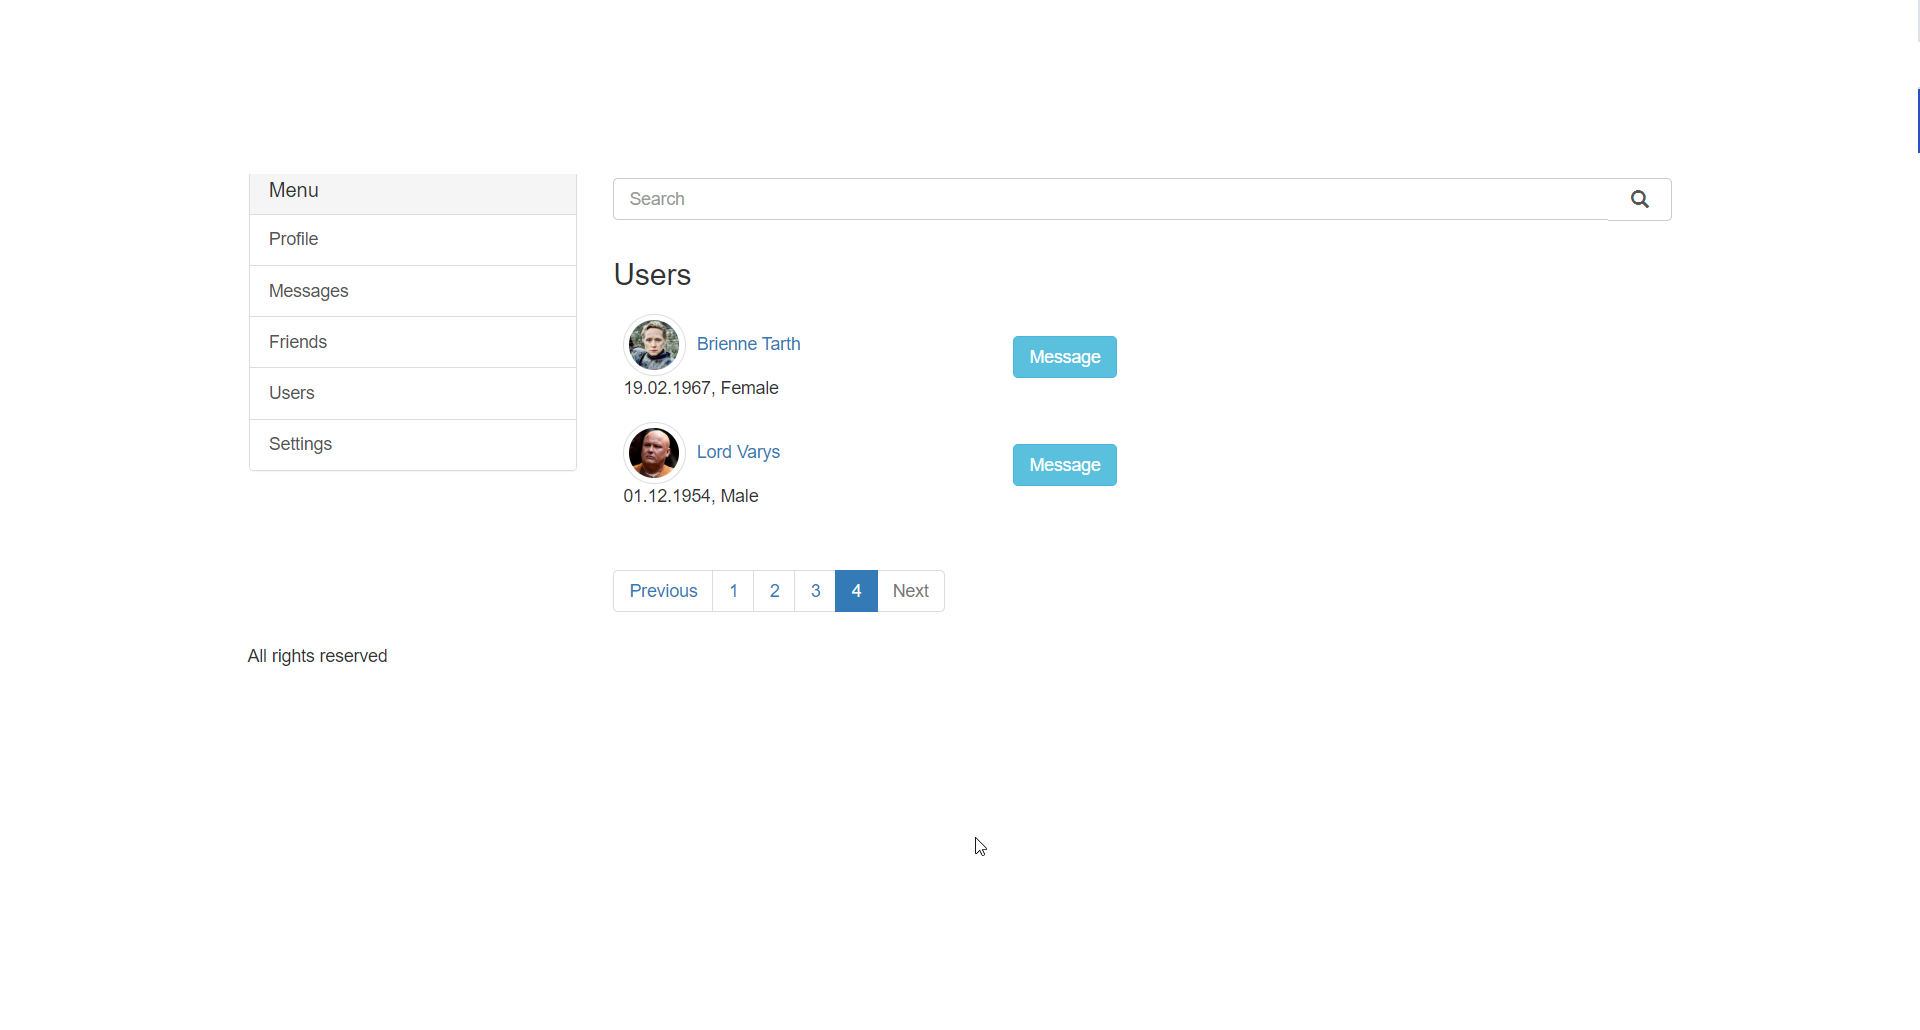 Menu
Profile
Messages
Friends
Users
Settings
Search
Users
Brienne Tarth
Message
19.02.1967, Female
Lord Varys
Message
01.12.1954, Male
Previous 1 2 3 4 Next
All rights reserved